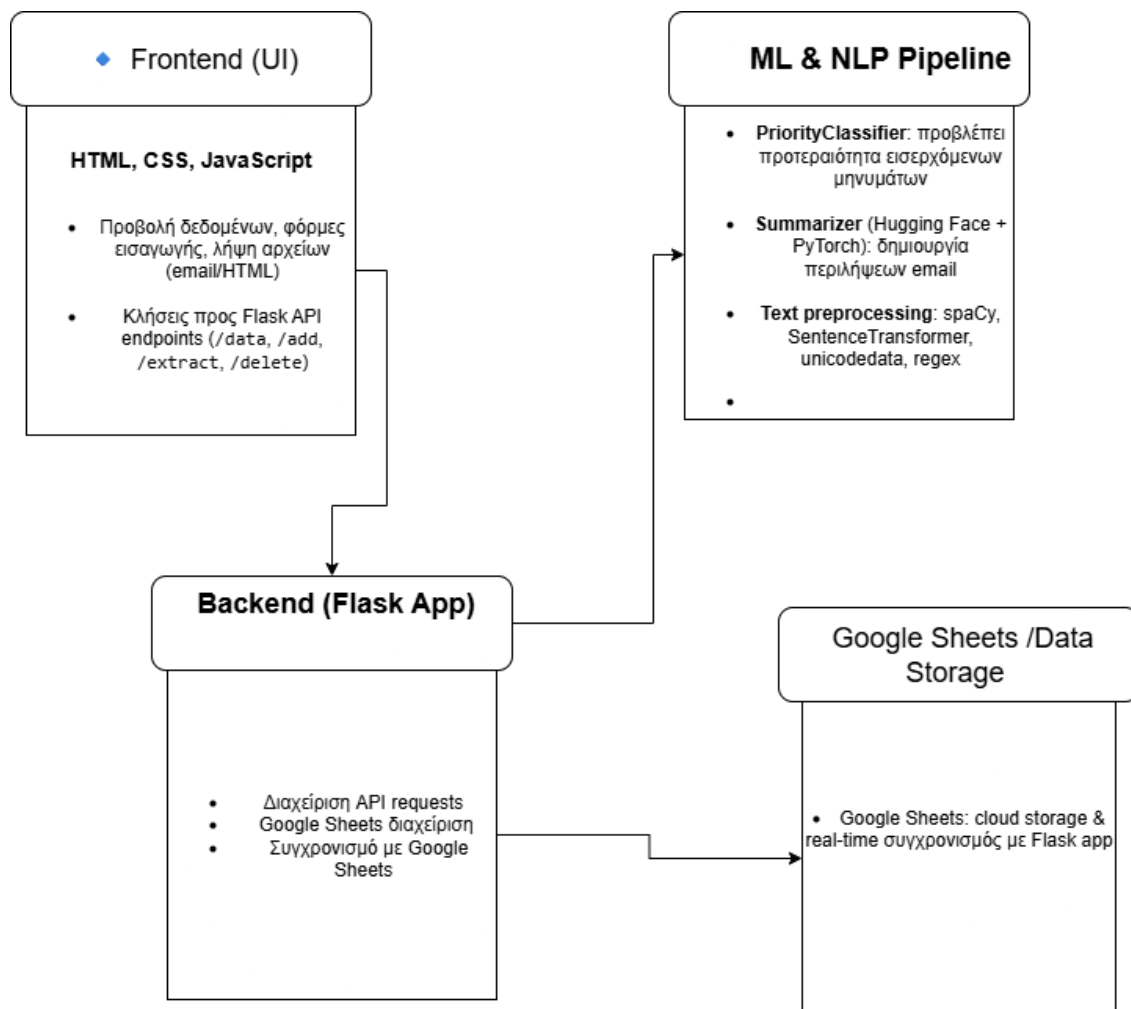 Frontend (UI)
HTML, CSS, JavaScript
• Προβολή δεδομένων, φόρμες
εισαγωγής, λήψη αρχείων
(email/HTML)
• Κλήσεις προς Flask API
endpoints (/data, /add,
/extract, /delete)
ML & NLP Pipeline
• PriorityClassifier: προβλέπει
προτεραιότητα εισερχόμενων
μηνυμάτων
• Summarizer (Hugging Face +
PyTorch): δημιουργία
περιλήψεων email
• Text preprocessing: spaCy,
SentenceTransformer,
unicodedata, regex
•
Backend (Flask App)
• Διαχείριση API requests
• Google Sheets διαχείριση
• Συγχρονισμό με Google
Sheets
Google Sheets /Data
Storage
• Google Sheets: cloud storage &
real-time συγχρονισμός με Flask app